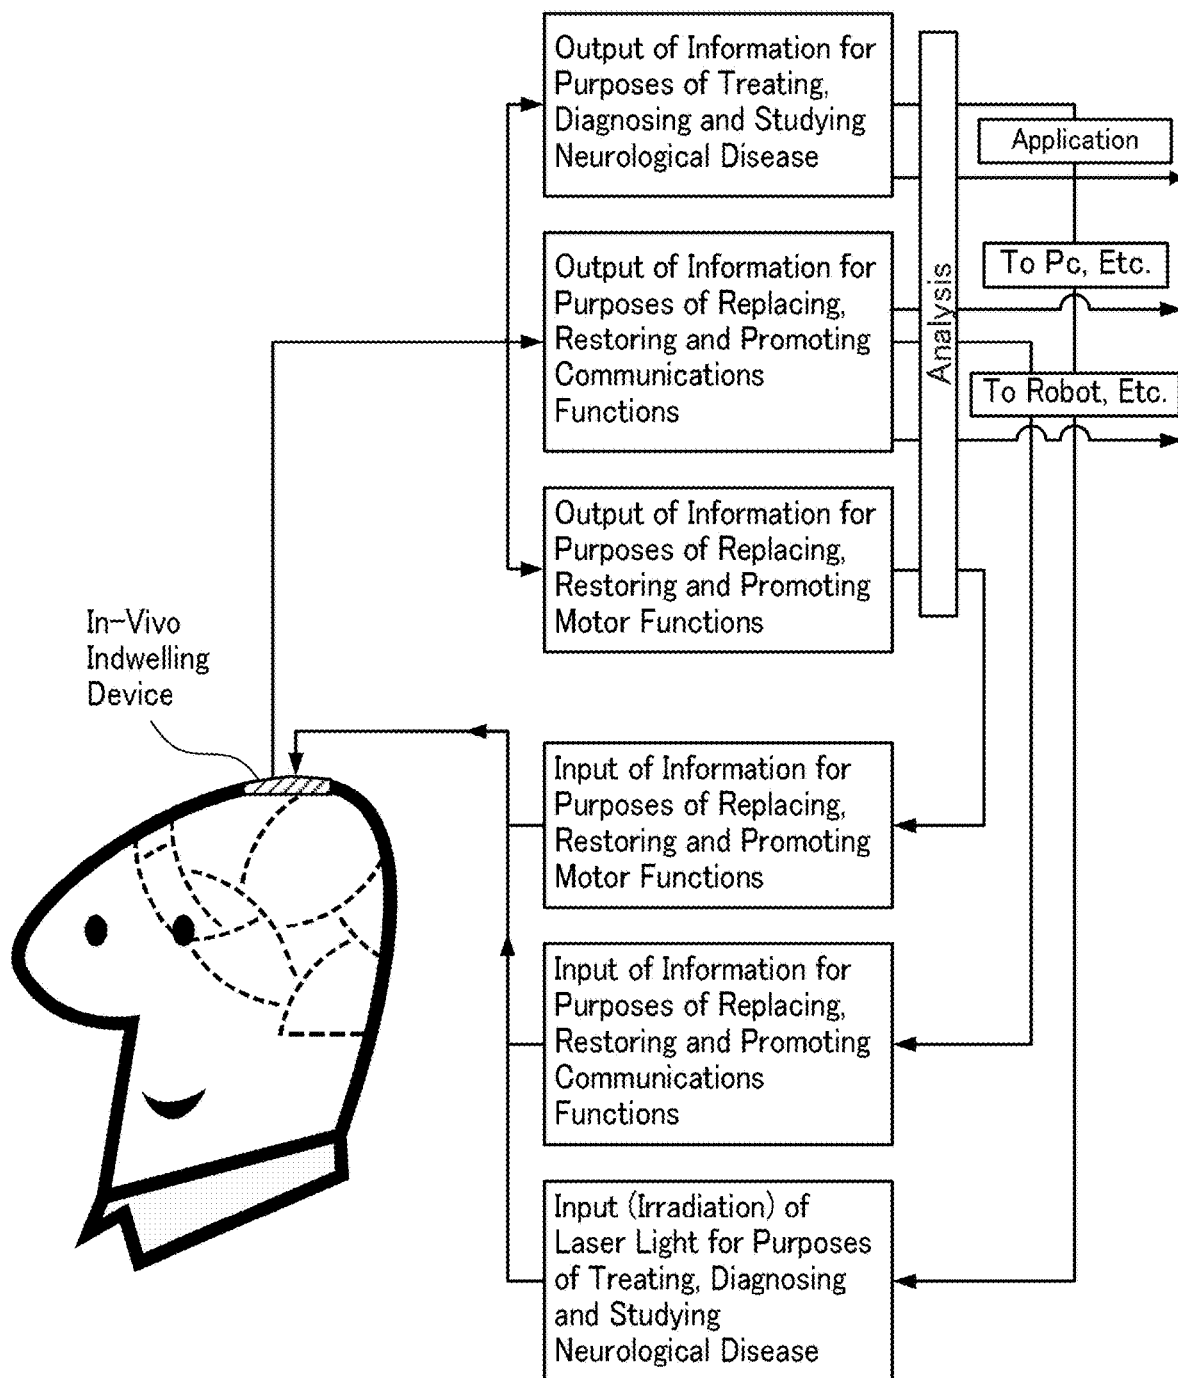 Output of Information for
Purposes of Treating,
Diagnosing and Studying
Neurological Disease
Application
Output of Information for
Purposes of Replacing,
Restoring and Promoting
Communications
Functions
Analysis
To Pc, Etc.
To Robot, Etc.
Output of Information for
Purposes of Replacing,
Restoring and Promoting
Motor Functions
In-Vivo
Indwelling
Device
Input of Information for
Purposes of Replacing,
Restoring and Promoting
Motor Functions
Input of Information for
Purposes of Replacing,
Restoring and Promoting
Communications
Functions
Input (Irradiation) of
Laser Light for Purposes
of Treating, Diagnosing
and Studying
Neurological Disease